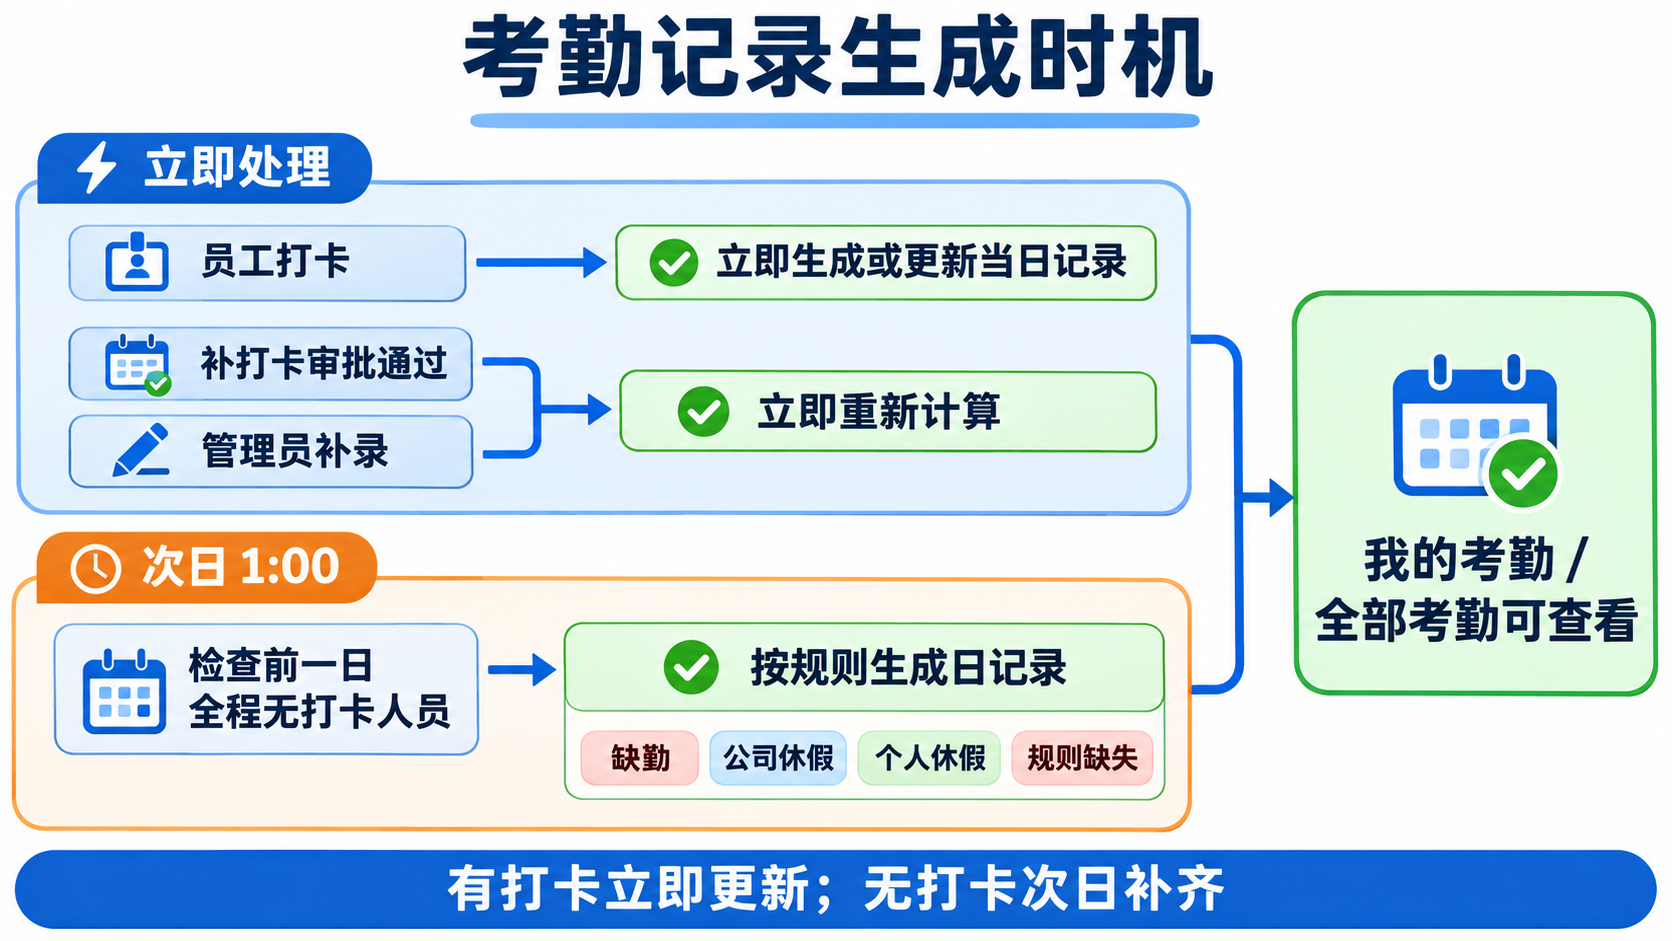 考勤记录生成时机
立即处理
员工打卡
立即生成或更新当日记录
补打卡审批通过
管理员补录
立即重新计算
次日 1:00
检查前一日
全程无打卡人员
按规则生成日记录
缺勤
公司休假
个人休假
规则缺失
我的考勤 /
全部考勤可查看
有打卡立即更新；无打卡次日补齐